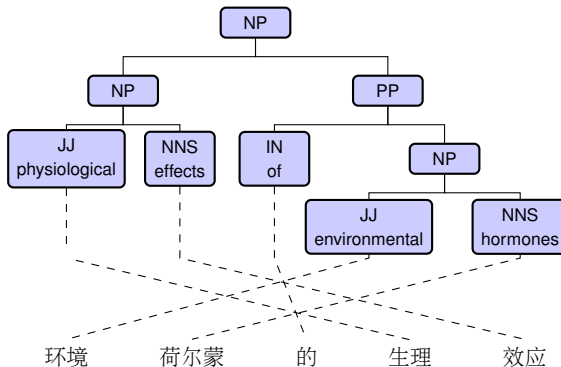 NP
NP PP
JJ NNS IN
physiological effects of
NP
JJ NNS
environmental hormones
环境 荷尔蒙 的 生理 效应